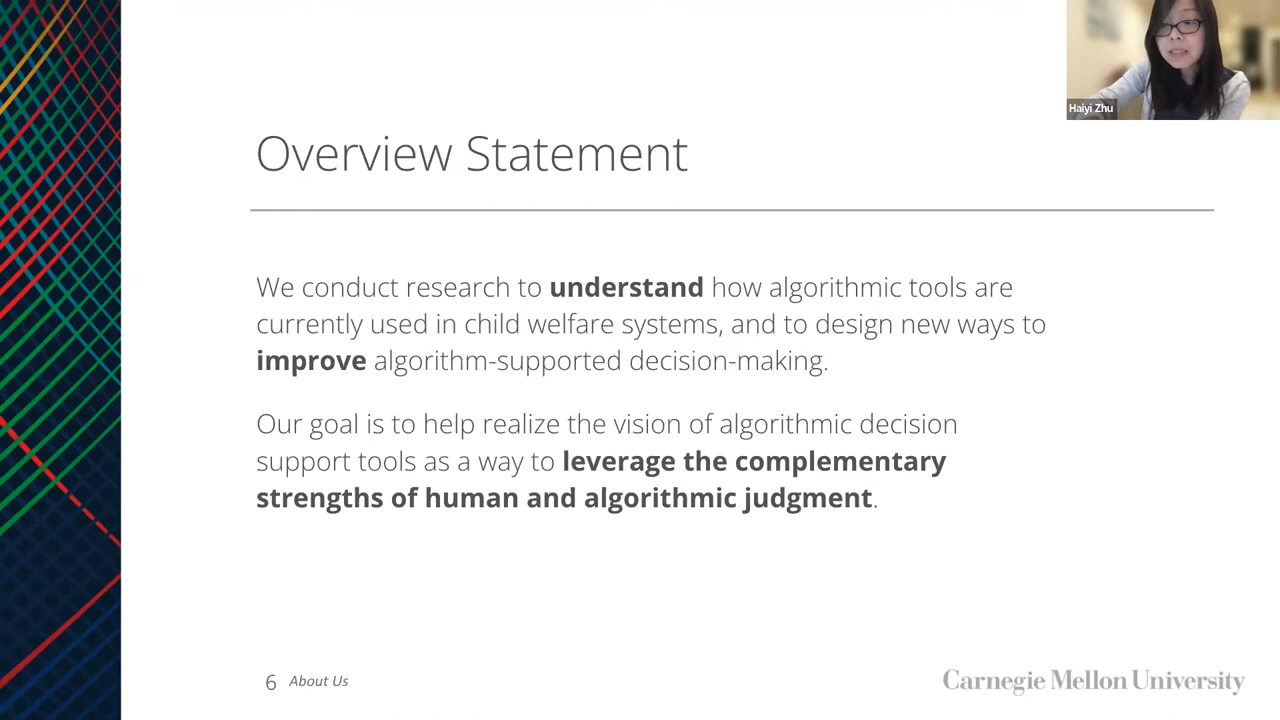 Haiyi Zhu
Overview Statement
We conduct research to understand how algorithmic tools are
currently used in child welfare systems, and to design new ways to
improve algorithm-supported decision-making.
Our goal is to help realize the vision of algorithmic decision
support tools as a way to leverage the complementary
strengths of human and algorithmic judgment.
6 About Us
Carnegie Mellon University